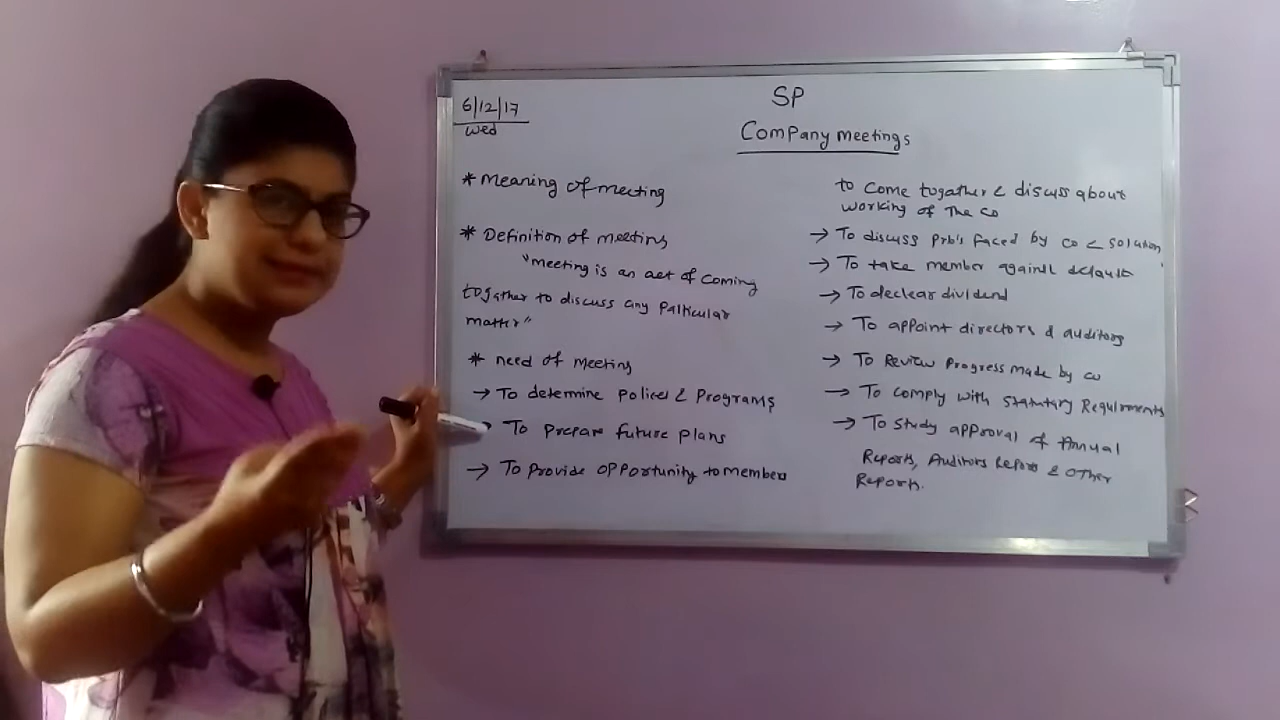 6/12/17
Wed
SP
Company meetings
* Meaning of meeting
* Definition of meeting
"Meeting is an act of coming
together to discuss any particular
matter"
* need of Meeting
→ To determine Polices & Programs
→ To Prepare future Plans
→ To Provide opportunity to members
to come together & discuss about
working of The co
→ To discuss Prb's faced by co & solution
→ To take member against default
→ To declear dividend
→ To appoint directors & auditors
→ To Review Progress made by co
→ To comply with Statutary Requirments
→ To Study approval of Annual
Reports, Auditors Report & other
Reports.